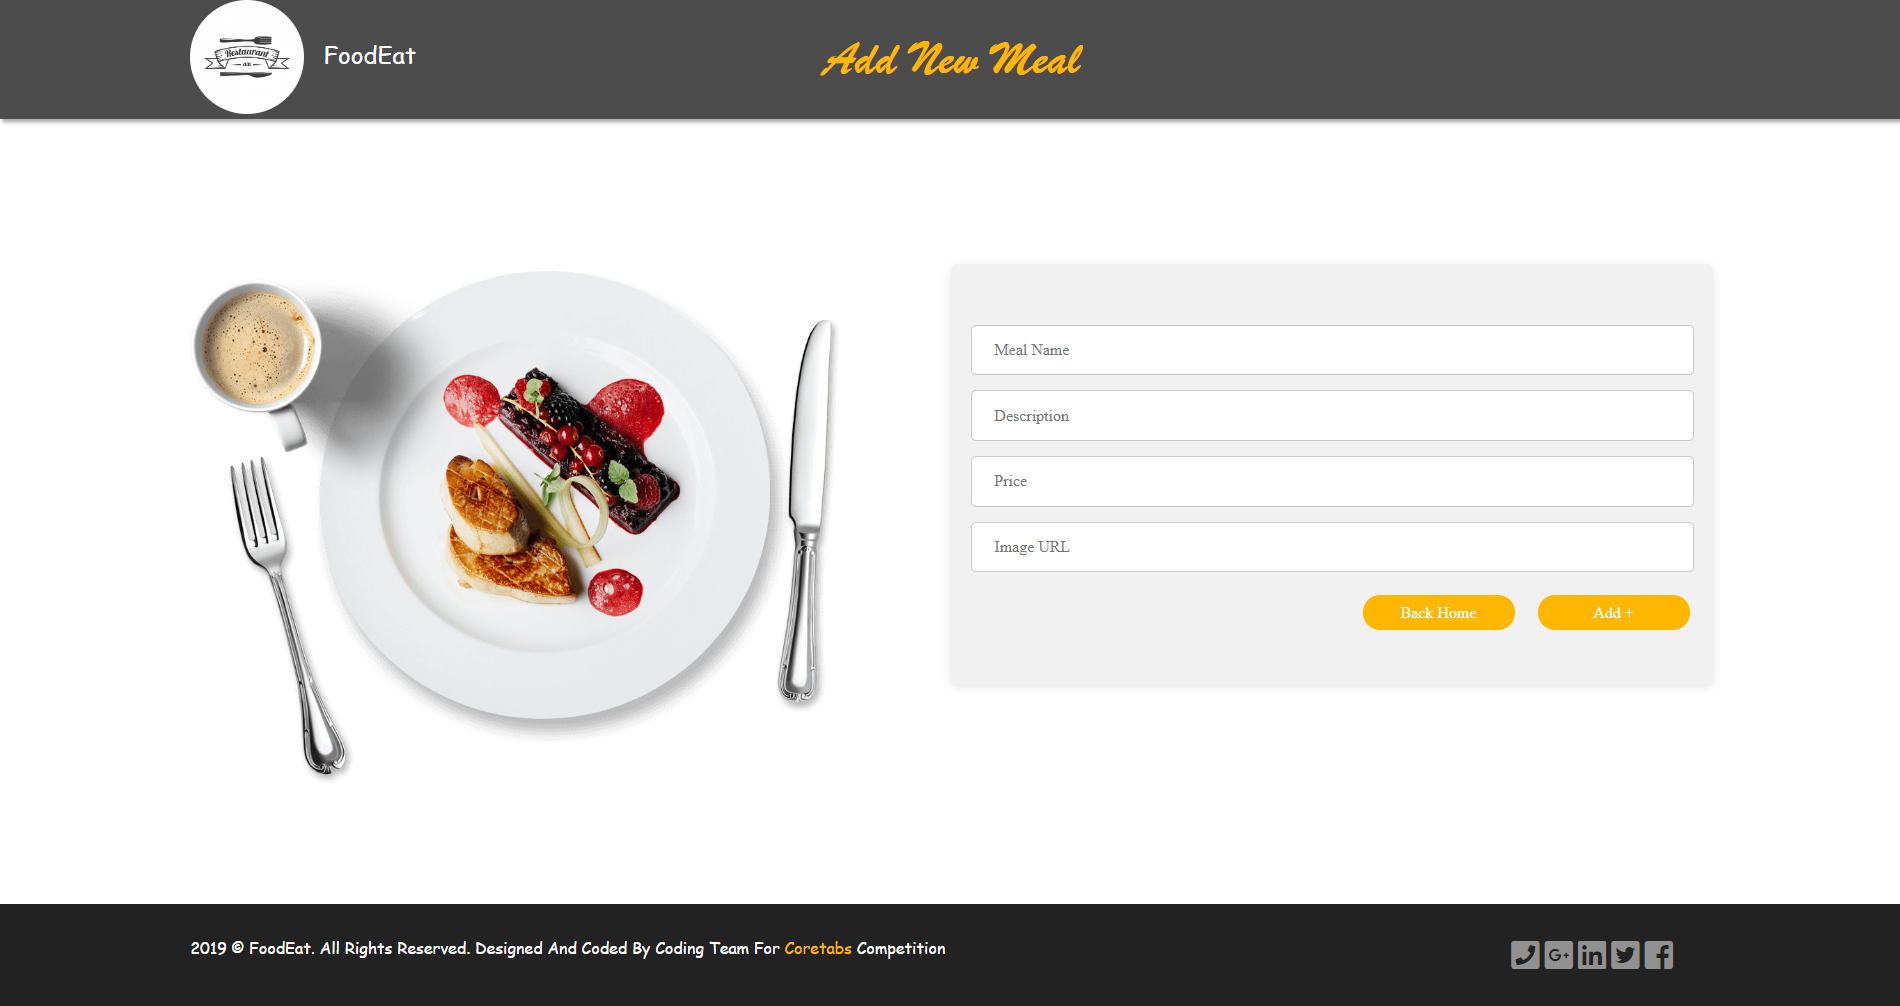 Restaurant
FoodEat
Add New Meal
Meal Name
Description
Price
Image URL
Back Home
Add +
2019 © FoodEat. All Rights Reserved. Designed And Coded By Coding Team For Coretabs Competition